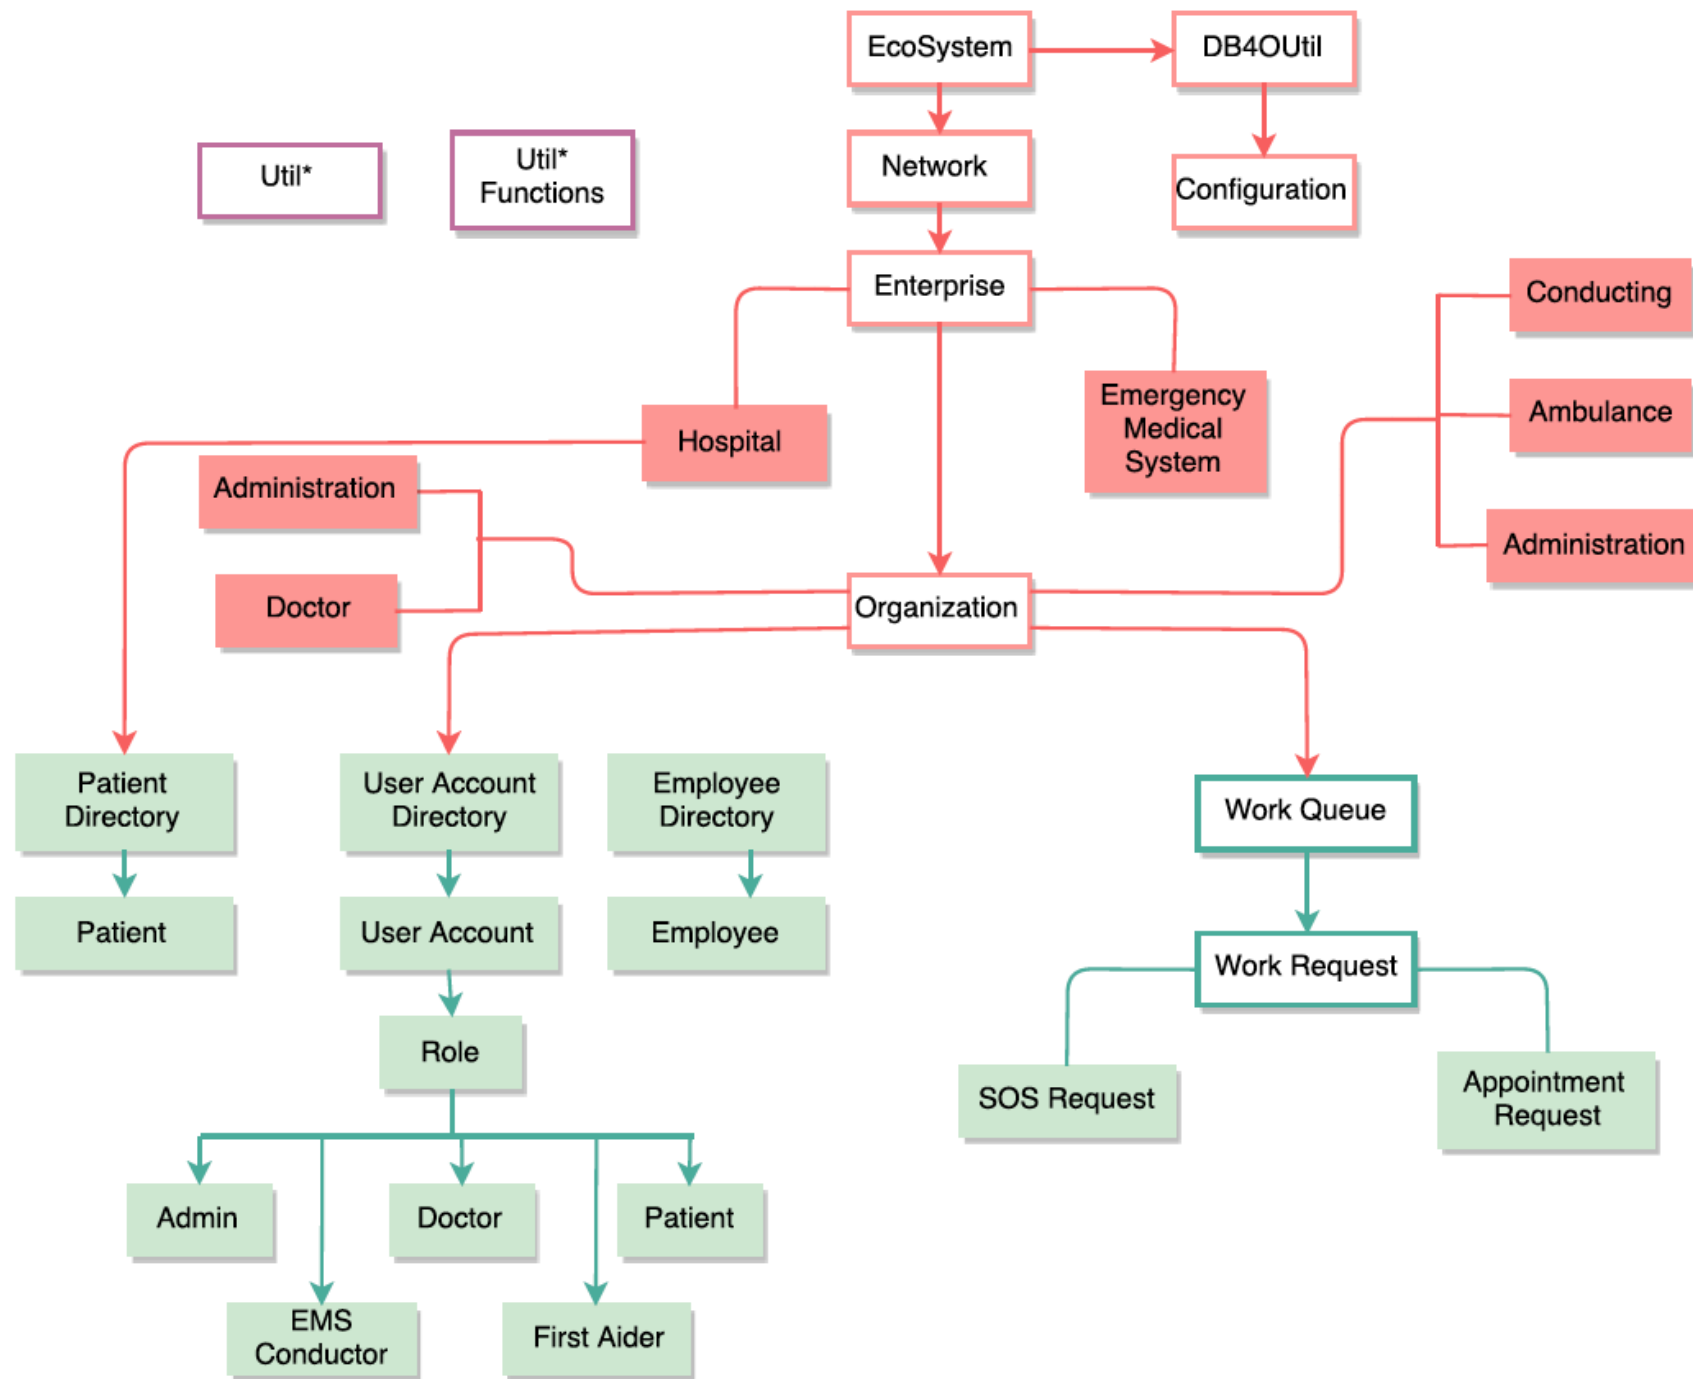 EcoSystem
DB4OUtil
Util*
Util*
Functions
Network
Configuration
Enterprise
Conducting
Emergency
Medical
System
Ambulance
Hospital
Administration
Administration
Doctor
Organization
Patient
Directory
User Account
Directory
Employee
Directory
Work Queue
Patient
User Account
Employee
Work Request
Role
SOS Request
Appointment
Request
Admin
Doctor
Patient
EMS
Conductor
First Aider